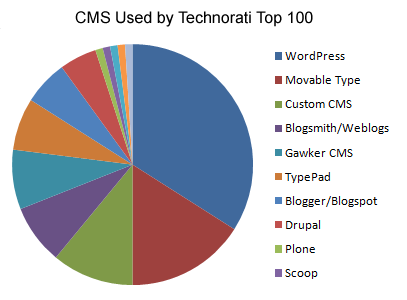 CMS Used by Technorati Top 100
WordPress
Movable Type
Custom CMS
Blogsmith/Weblogs
Gawker CMS
TypePad
Blogger/Blogspot
Drupal
Plone
Scoop